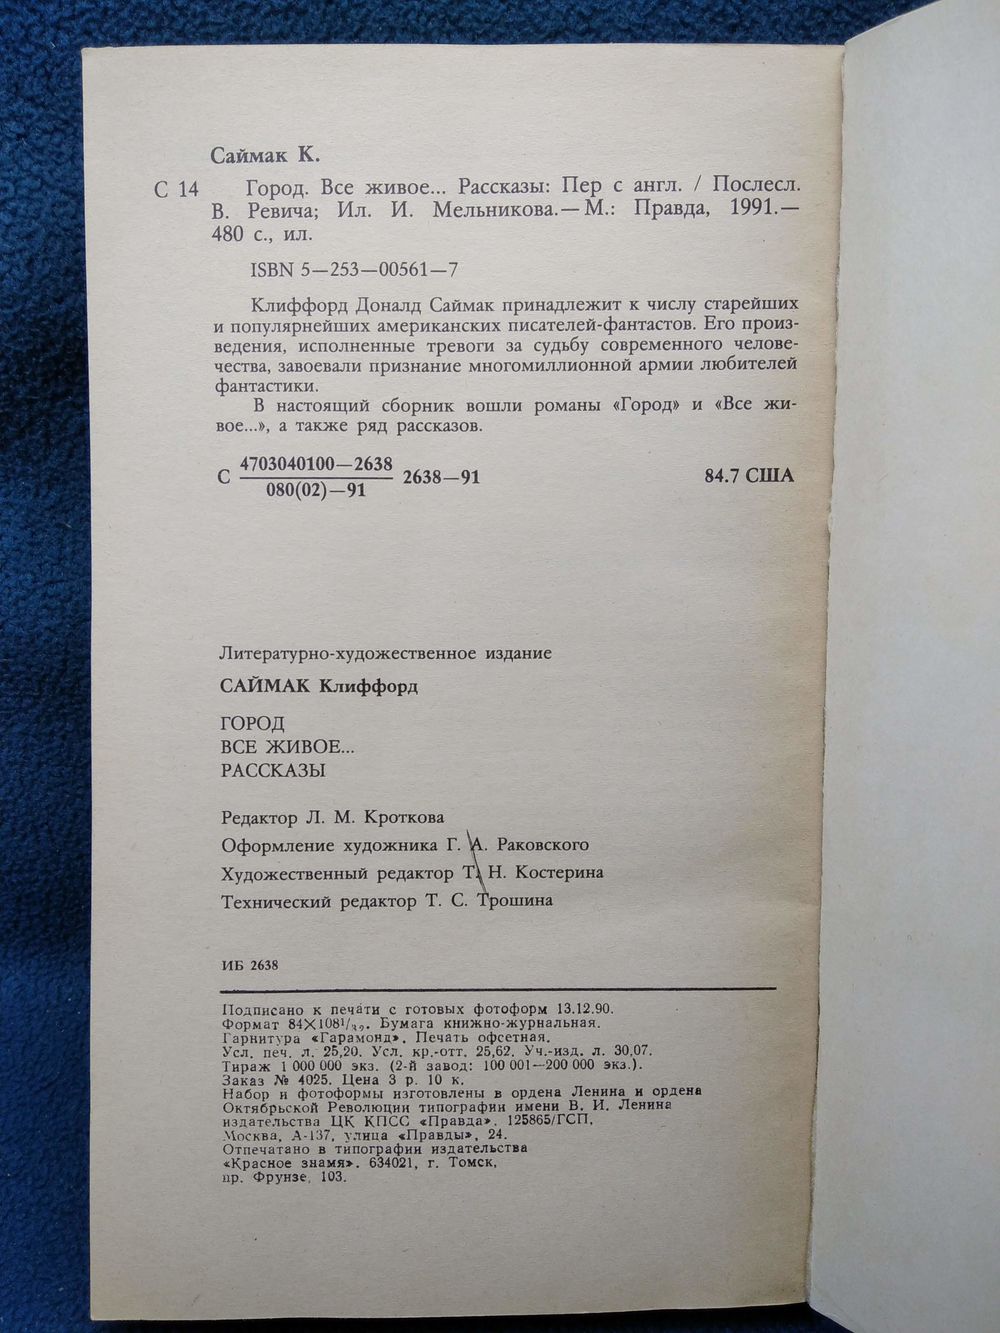 Саймак К.
С 14 Город. Все живое... Рассказы: Пер с англ. / Послесл.
В. Ревича; Ил. И. Мельникова.— М.: Правда, 1991.—
480 с., ил.
ISBN 5—253—00561—7
Клиффорд Доналд Саймак принадлежит к числу старейших
и популярнейших американских писателей-фантастов. Его произ-
ведения, исполненные тревоги за судьбу современного челове-
чества, завоевали признание многомиллионной армии любителей
фантастики.
В настоящий сборник вошли романы «Город» и «Все жи-
вое...», а также ряд рассказов.
С 4703040100—2638
080(02)—91 2638—91 84.7 США
Литературно-художественное издание
САЙМАК Клиффорд
ГОРОД
ВСЕ ЖИВОЕ...
РАССКАЗЫ
Редактор Л. М. Кроткова
Оформление художника Г. А. Раковского
Художественный редактор Т. Н. Костерина
Технический редактор Т. С. Трошина
ИБ 2638
Подписано к печати с готовых фотоформ 13.12.90.
Формат 84×108¹/₃₂. Бумага книжно-журнальная.
Гарнитура «Гарамонд». Печать офсетная.
Усл. печ. л. 25,20. Усл. кр.-отт. 25,62. Уч.-изд. л. 30,07.
Тираж 1 000 000 экз. (2-й завод: 100 001—200 000 экз.).
Заказ № 4025. Цена 3 р. 10 к.
Набор и фотоформы изготовлены в ордена Ленина и ордена
Октябрьской Революции типографии имени В. И. Ленина
издательства ЦК КПСС «Правда». 125865/ГСП,
Москва, А-137, улица «Правды», 24.
Отпечатано в типографии издательства
«Красное знамя». 634021, г. Томск,
пр. Фрунзе, 103.